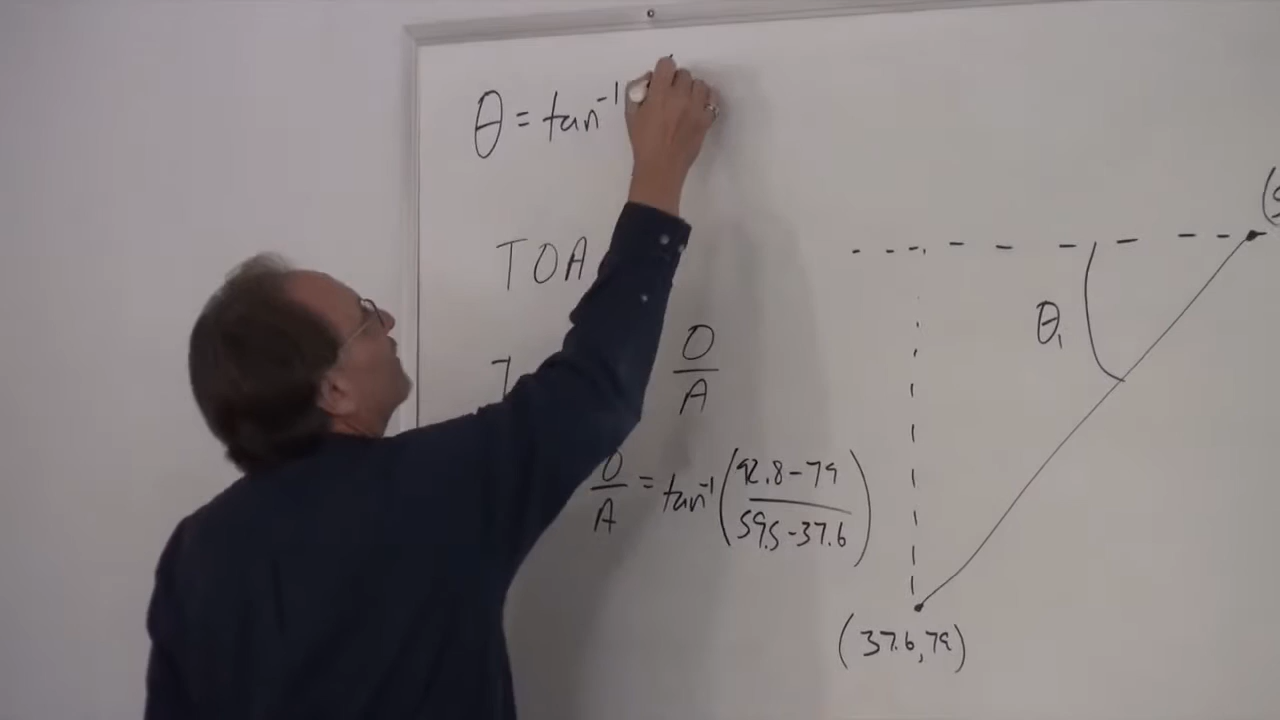 θ = tan⁻¹
TOA
O
A
θ₁
O/A = tan⁻¹((92.8-79)/(59.5-37.6))
(37.6,79)